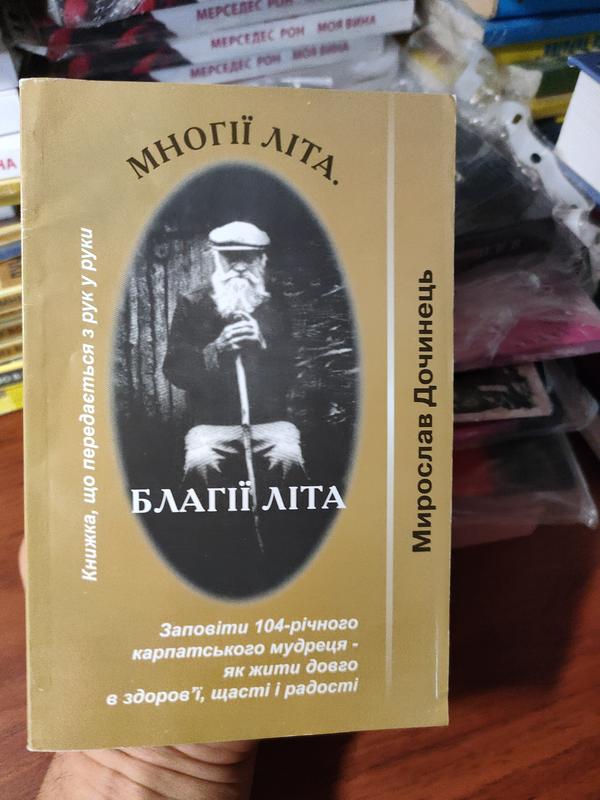 МЕРСЕДЕС РОН МОЯ ВИНА
МЕРСЕДЕС РОН МОЯ ВИНА
МЕРСЕДЕС РОН МОЯ ВИНА
МНОГІЇ ЛІТА.
Книжка, що передається з рук у руки
БЛАГІЇ ЛІТА
Мирослав Дочинець
Заповіти 104-річного
карпатського мудреця -
як жити довго
в здоров'ї, щасті і радості